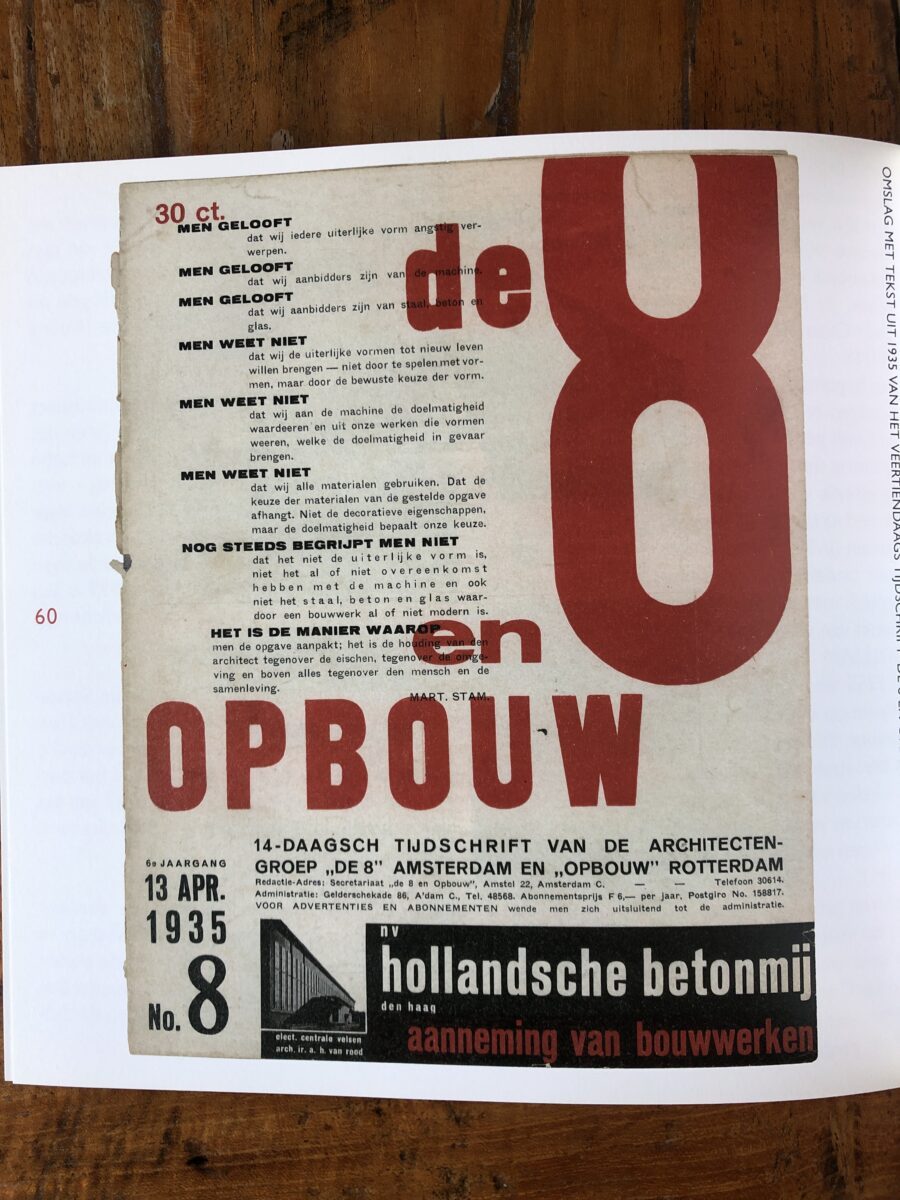 30 ct.
MEN GELOOFT
dat wij iedere uiterlijke vorm angstig ver-
werpen.
MEN GELOOFT
dat wij aanbidders zijn van de machine.
MEN GELOOFT
dat wij aanbidders zijn van staal, beton en
glas.
MEN WEET NIET
dat wij de uiterlijke vormen tot nieuw leven
willen brengen — niet door te spelen met vor-
men, maar door de bewuste keuze der vorm.
MEN WEET NIET
dat wij aan de machine de doelmatigheid
waardeeren en uit onze werken die vormen
weeren, welke de doelmatigheid in gevaar
brengen.
MEN WEET NIET
dat wij alle materialen gebruiken. Dat de
keuze der materialen van de gestelde opgave
afhangt. Niet de decoratieve eigenschappen,
maar de doelmatigheid bepaalt onze keuze.
NOG STEEDS BEGRIJPT MEN NIET
dat het niet de uiterlijke vorm is,
niet het al of niet overeenkomst
hebben met de machine en ook
niet het staal, beton en glas waar-
door een bouwwerk al of niet modern is.
HET IS DE MANIER WAAROP
men de opgave aanpakt; het is de houding van den
architect tegenover de eischen, tegenover de omge-
ving en boven alles tegenover den mensch en de
samenleving.
MART. STAM.
de 8
en
OPBOUW
14-DAAGSCH TIJDSCHRIFT VAN DE ARCHITECTEN-
GROEP „DE 8" AMSTERDAM EN „OPBOUW" ROTTERDAM
Redactie-Adres: Secretariaat „de 8 en Opbouw", Amstel 22, Amsterdam C. — — Telefoon 30614.
Administratie: Gelderschekade 86, A'dam C., Tel. 48568. Abonnementsprijs F 6,— per jaar, Postgiro No. 158817.
VOOR ADVERTENTIES EN ABONNEMENTEN wende men zich uitsluitend tot de administratie.
6e JAARGANG
13 APR.
1935
No. 8
elect. centrale velsen
arch. ir. a. h. van rood
nv
hollandsche betonmij
den haag
aanneming van bouwwerken
60
OMSLAG MET TEKST UIT 1935 VAN HET VEERTIENDAAGS TIJDSCHRIFT